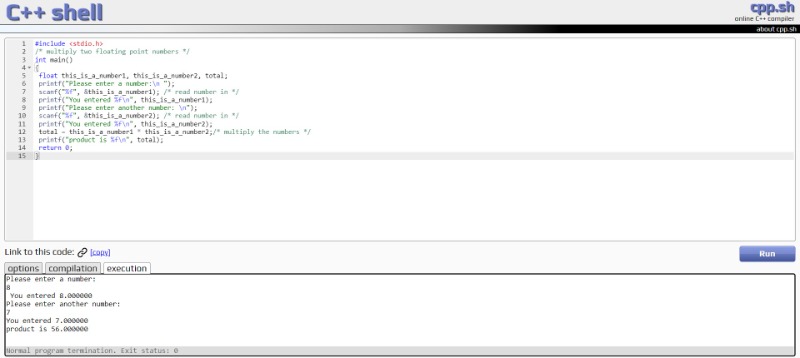 C++ shell
cpp.sh
online C++ compiler
about cpp.sh
1 #include <stdio.h>
2 /* multiply two floating point numbers */
3 int main()
4 {
5 float this_is_a_number1, this_is_a_number2, total;
6 printf("Please enter a number:\n ");
7 scanf("%f", &this_is_a_number1); /* read number in */
8 printf("You entered %f\n", this_is_a_number1);
9 printf("Please enter another number: \n");
10 scanf("%f", &this_is_a_number2); /* read number in */
11 printf("You entered %f\n", this_is_a_number2);
12 total = this_is_a_number1 * this_is_a_number2;/* multiply the numbers */
13 printf("product is %f\n", total);
14 return 0;
15 }
Link to this code: [copy]
Run
options compilation execution
Please enter a number:
8
You entered 8.000000
Please enter another number:
7
You entered 7.000000
product is 56.000000
Normal program termination. Exit status: 0